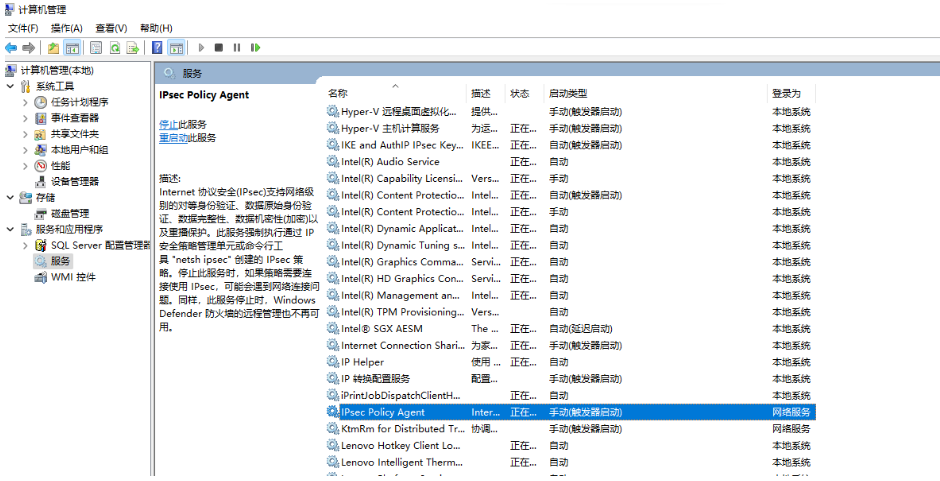 计算机管理
文件(F) 操作(A) 查看(V) 帮助(H)
计算机管理(本地)
系统工具
任务计划程序
事件查看器
共享文件夹
本地用户和组
性能
设备管理器
存储
磁盘管理
服务和应用程序
SQL Server 配置管理器
服务
WMI 控件
服务
IPsec Policy Agent
停止此服务
重启动此服务
描述:
Internet 协议安全(IPsec)支持网络级
别的对等身份验证、数据原始身份验
证、数据完整性、数据机密性(加密)以
及重播保护。此服务强制执行通过 IP
安全策略管理单元或命令行工
具 "netsh ipsec" 创建的 IPsec 策
略。停止此服务时，如果策略需要连
接使用 IPsec，可能会遇到网络连接问
题。同样，此服务停止时，Windows
Defender 防火墙的远程管理也不再可
用。
名称 描述 状态 启动类型 登录为
Hyper-V 远程桌面虚拟化... 提供... 手动(触发器启动) 本地系统
Hyper-V 主机计算服务 为运... 正在... 手动(触发器启动) 本地系统
IKE and AuthIP IPsec Key... IKEE... 正在... 自动(触发器启动) 本地系统
Intel(R) Audio Service 正在... 自动 本地系统
Intel(R) Capability Licensi... Vers... 正在... 手动 本地系统
Intel(R) Content Protectio... Intel... 正在... 自动(触发器启动) 本地系统
Intel(R) Content Protectio... Intel... 正在... 手动 本地系统
Intel(R) Dynamic Applicat... Intel... 正在... 自动 本地系统
Intel(R) Dynamic Tuning s... Intel... 正在... 自动 本地系统
Intel(R) Graphics Comma... Servi... 正在... 自动 本地系统
Intel(R) HD Graphics Con... Servi... 正在... 自动 本地系统
Intel(R) Management an... Intel... 正在... 自动 本地系统
Intel(R) TPM Provisioning... Vers... 自动 本地系统
Intel® SGX AESM The ... 正在... 自动(延迟启动) 本地系统
Internet Connection Shari... 为家... 正在... 手动(触发器启动) 本地系统
IP Helper 使用 ... 正在... 自动 本地系统
IP 转换配置服务 配置... 手动(触发器启动) 本地系统
iPrintJobDispatchClientH... 正在... 自动 本地系统
IPsec Policy Agent Inter... 正在... 手动(触发器启动) 网络服务
KtmRm for Distributed Tr... 协调... 手动(触发器启动) 网络服务
Lenovo Hotkey Client Lo... 正在... 自动 本地系统
Lenovo Intelligent Therm... 正在... 自动 本地系统